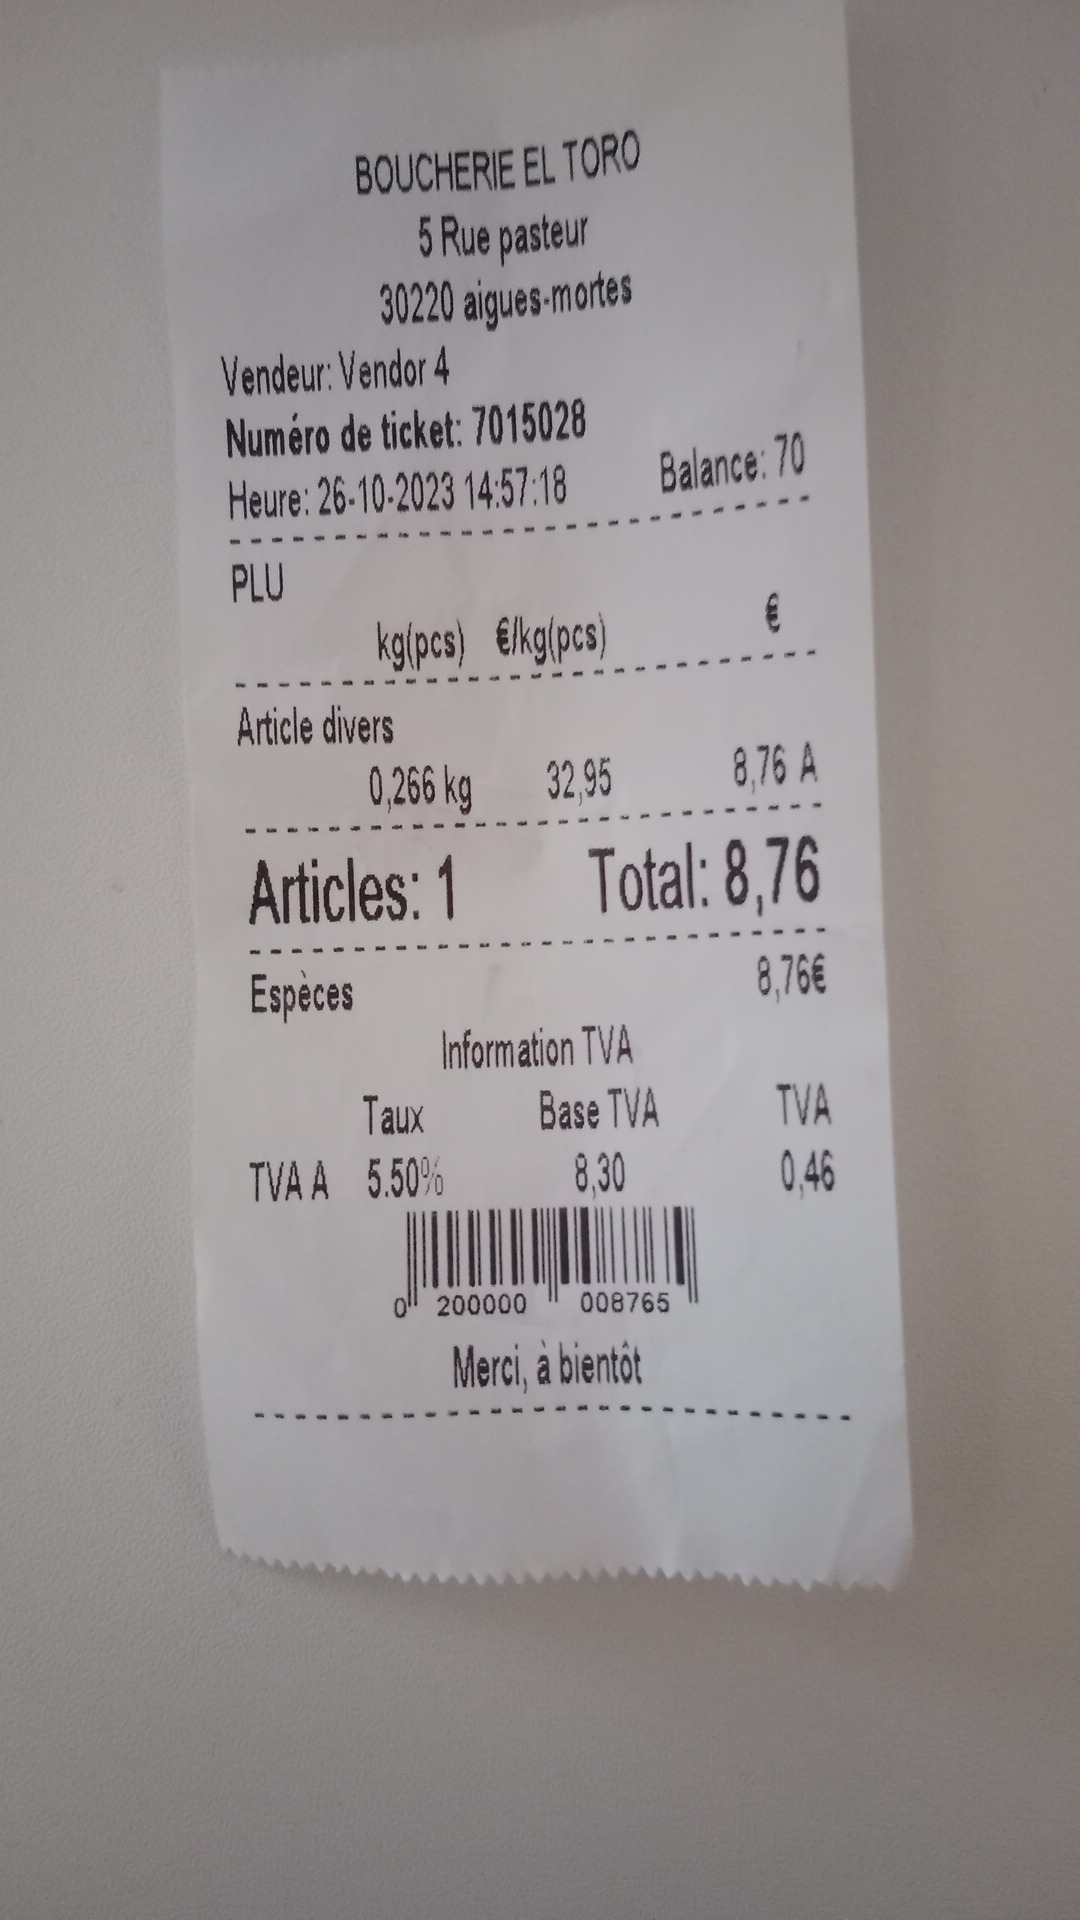 BOUCHERIE EL TORO
5 Rue pasteur
30220 aigues-mortes
Vendeur: Vendor 4
Numéro de ticket: 7015028
Heure: 26-10-2023 14:57:18 Balance: 70
PLU
kg(pcs) €/kg(pcs) €
Article divers
0,266 kg 32,95 8,76 A
Articles: 1 Total: 8,76
Espèces 8,76€
Information TVA
Taux Base TVA TVA
TVA A 5.50% 8,30 0,46
0 200000 008765
Merci, à bientôt